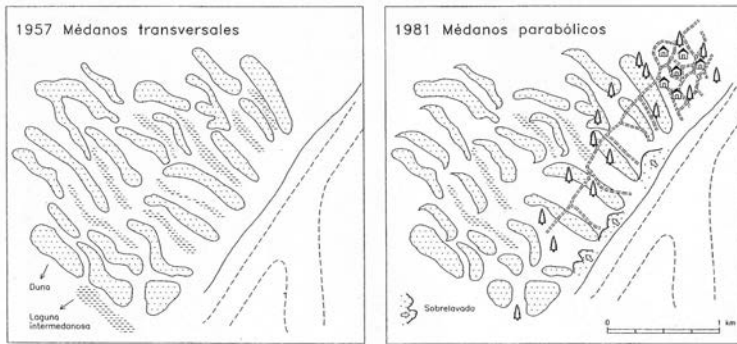 1957 Médanos transversales
Duna
Laguna
intermedanosa
1981 Médanos parabólicos
Sobrelavado
0 1
km